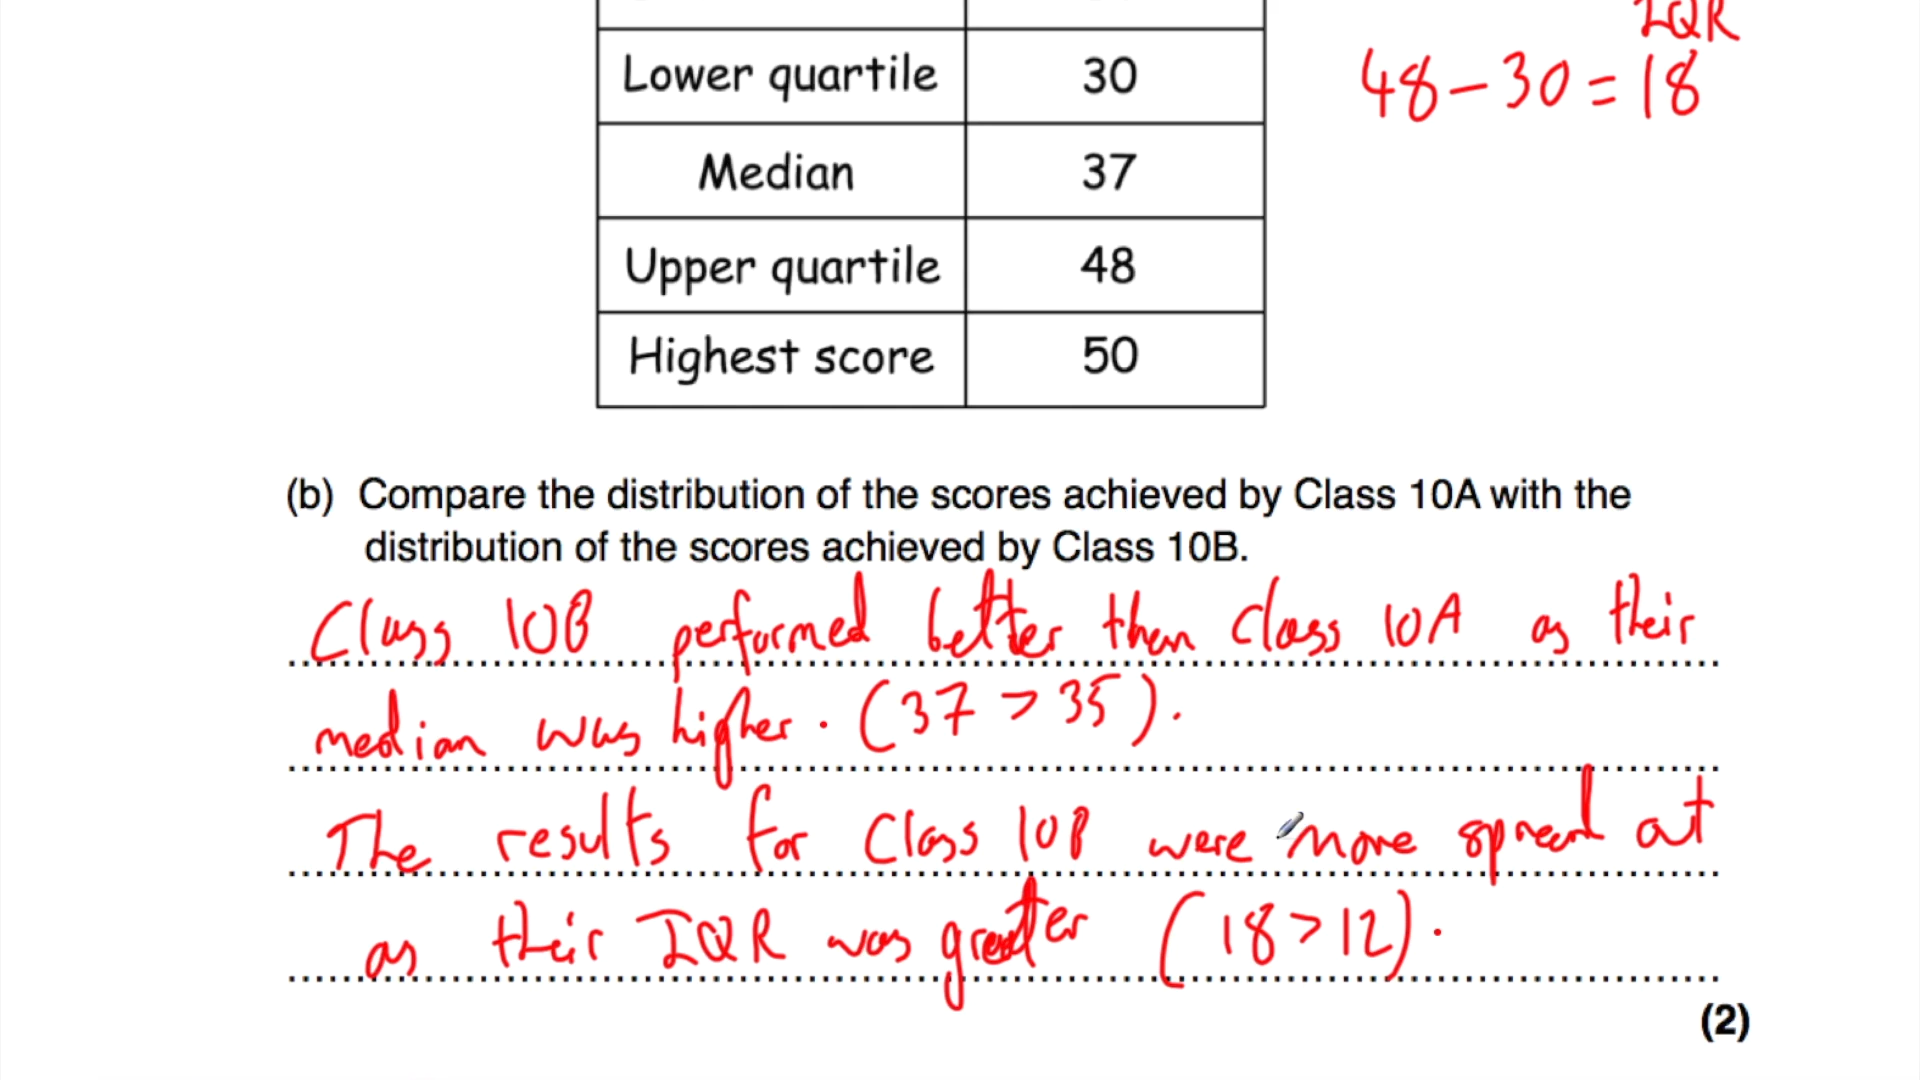 IQR
Lower quartile 30 48-30=18
Median 37
Upper quartile 48
Highest score 50
(b) Compare the distribution of the scores achieved by Class 10A with the
distribution of the scores achieved by Class 10B.
Class 10B performed better then class 10A as their
median was higher. (37 > 35).
The results for Class 10B were more spread out
as their IQR was greater (18>12).
(2)